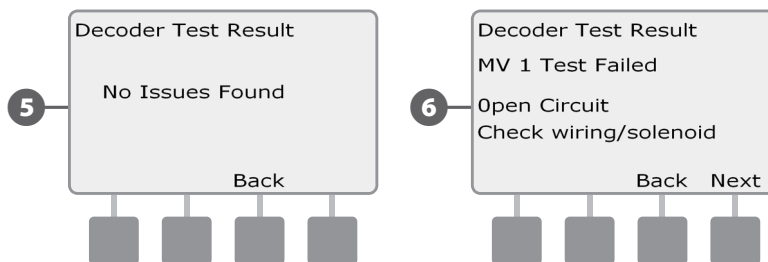 Decoder Test Result
No Issues Found
Back
5
Decoder Test Result
MV 1 Test Failed
0pen Circuit
Check wiring/solenoid
Back Next
6